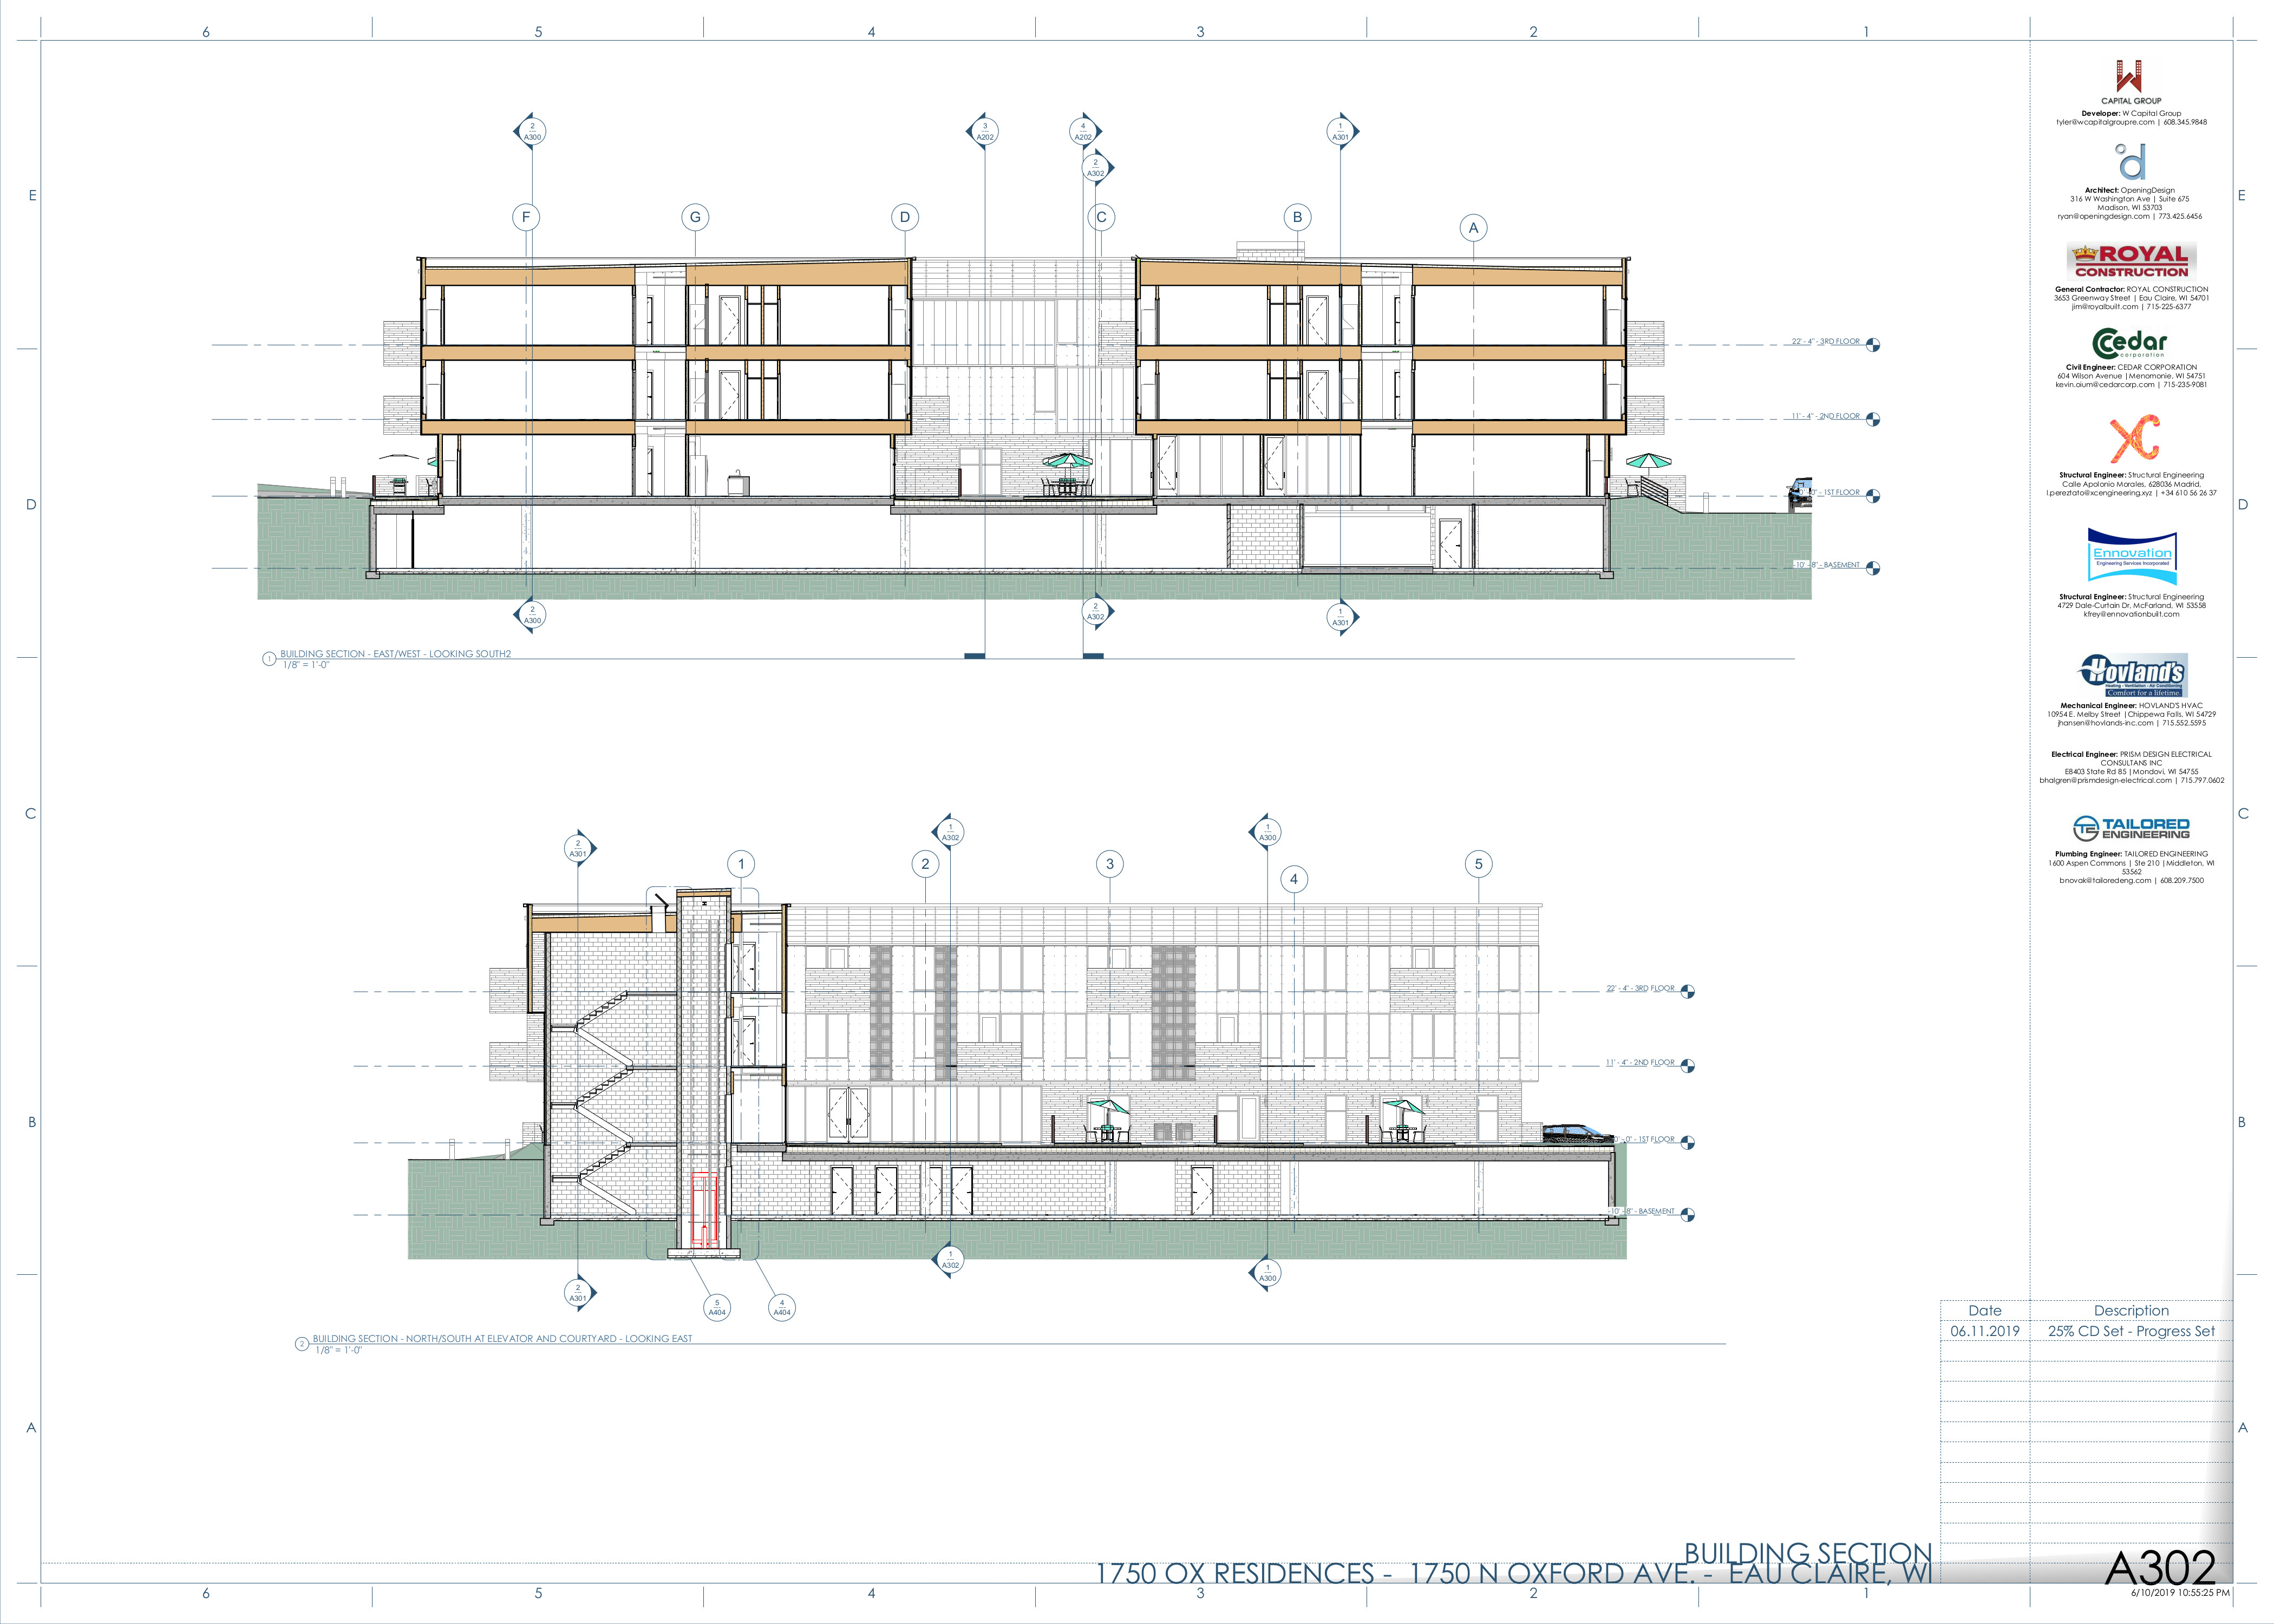 6
5
4
3
2
1
E
D
C
B
A
E
D
C
B
A
6
5
4
3
2
1
2
A300
3
A202
4
A202
2
A302
1
A301
F
G
D
C
B
A
22' - 4" - 3RD FLOOR
11' - 4" - 2ND FLOOR
0" - 1ST FLOOR
-10' - 8" - BASEMENT
2
A300
2
A302
1
A301
1
BUILDING SECTION - EAST/WEST - LOOKING SOUTH2
1/8" = 1'-0"
2
A301
1
A302
1
A300
1
2
3
4
5
22' - 4" - 3RD FLOOR
11' - 4" - 2ND FLOOR
0' - 0" - 1ST FLOOR
-10' - 8" - BASEMENT
2
A301
1
A302
1
A300
5
A404
4
A404
2
BUILDING SECTION - NORTH/SOUTH AT ELEVATOR AND COURTYARD - LOOKING EAST
1/8" = 1'-0"
W
CAPITAL GROUP
Developer: W Capital Group
tyler@wcapitalgroupre.com | 608.345.9848
d
Architect: OpeningDesign
316 W Washington Ave | Suite 675
Madison, WI 53703
ryan@openingdesign.com | 773.425.6456
ROYAL
CONSTRUCTION
General Contractor: ROYAL CONSTRUCTION
3653 Greenway Street | Eau Claire, WI 54701
jim@royalbuilt.com | 715-225-6377
Cedar
corporation
Civil Engineer: CEDAR CORPORATION
604 Wilson Avenue |Menomonie, WI 54751
kevin.oium@cedarcorp.com | 715-235-9081
XC
Structural Engineer: Structural Engineering
Calle Apolonio Morales, 628036 Madrid,
l.pereztato@xcengineering.xyz | +34 610 56 26 37
Ennovation
Engineering Services Incorporated
Structural Engineer: Structural Engineering
4729 Dale-Curtain Dr, McFarland, WI 53558
kfrey@ennovationbuilt.com
Hovland's
Heating - Ventilation - Air Conditioning
Comfort for a lifetime.
Mechanical Engineer: HOVLAND'S HVAC
10954 E. Melby Street |Chippewa Falls, WI 54729
jhansen@hovlands-inc.com | 715.552.5595
Electrical Engineer: PRISM DESIGN ELECTRICAL
CONSULTANS INC
E8403 State Rd 85 |Mondovi, WI 54755
bhalgren@prismdesign-electrical.com | 715.797.0602
TE TAILORED
ENGINEERING
Plumbing Engineer: TAILORED ENGINEERING
1600 Aspen Commons | Ste 210 |Middleton, WI
53562
bnovak@tailoredeng.com | 608.209.7500
Date Description
06.11.2019 25% CD Set - Progress Set
BUILDING SECTION
1750 OX RESIDENCES - 1750 N OXFORD AVE. - EAU CLAIRE, WI
A302
6/10/2019 10:55:25 PM